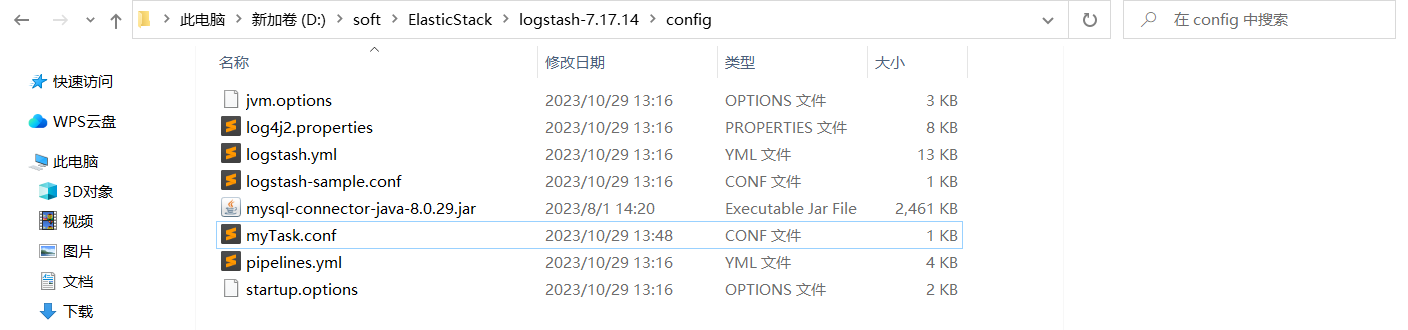 此电脑 新加卷 (D:) soft ElasticStack logstash-7.17.14 config 在 config 中搜索
名称 修改日期 类型 大小
快速访问
WPS云盘
此电脑
3D对象
视频
图片
文档
下载
jvm.options 2023/10/29 13:16 OPTIONS 文件 3 KB
log4j2.properties 2023/10/29 13:16 PROPERTIES 文件 8 KB
logstash.yml 2023/10/29 13:16 YML 文件 13 KB
logstash-sample.conf 2023/10/29 13:16 CONF 文件 1 KB
mysql-connector-java-8.0.29.jar 2023/8/1 14:20 Executable Jar File 2,461 KB
myTask.conf 2023/10/29 13:48 CONF 文件 1 KB
pipelines.yml 2023/10/29 13:16 YML 文件 4 KB
startup.options 2023/10/29 13:16 OPTIONS 文件 2 KB